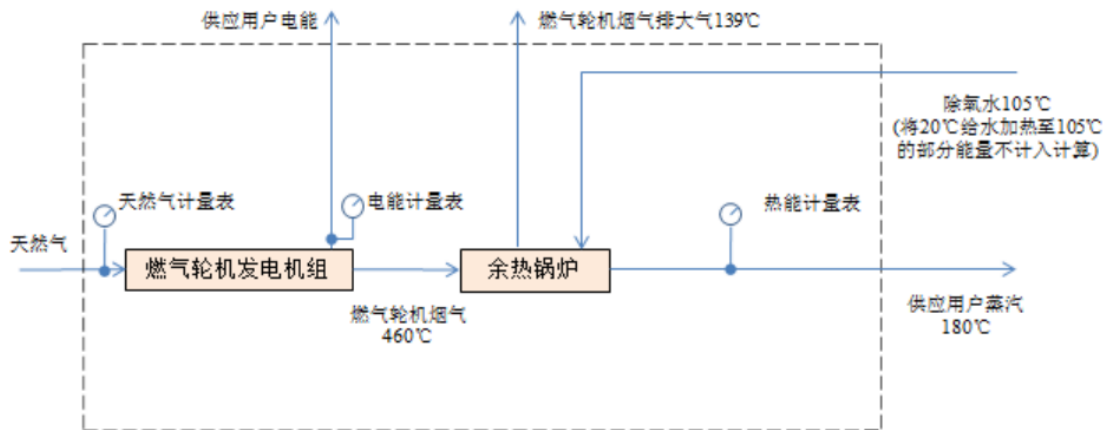 供应用户电能
燃气轮机烟气排大气139℃
除氧水105℃
(将20℃给水加热至105℃
的部分能量不计入计算)
天然气计量表
电能计量表
热能计量表
天然气
燃气轮机发电机组
余热锅炉
燃气轮机烟气
460℃
供应用户蒸汽
180℃